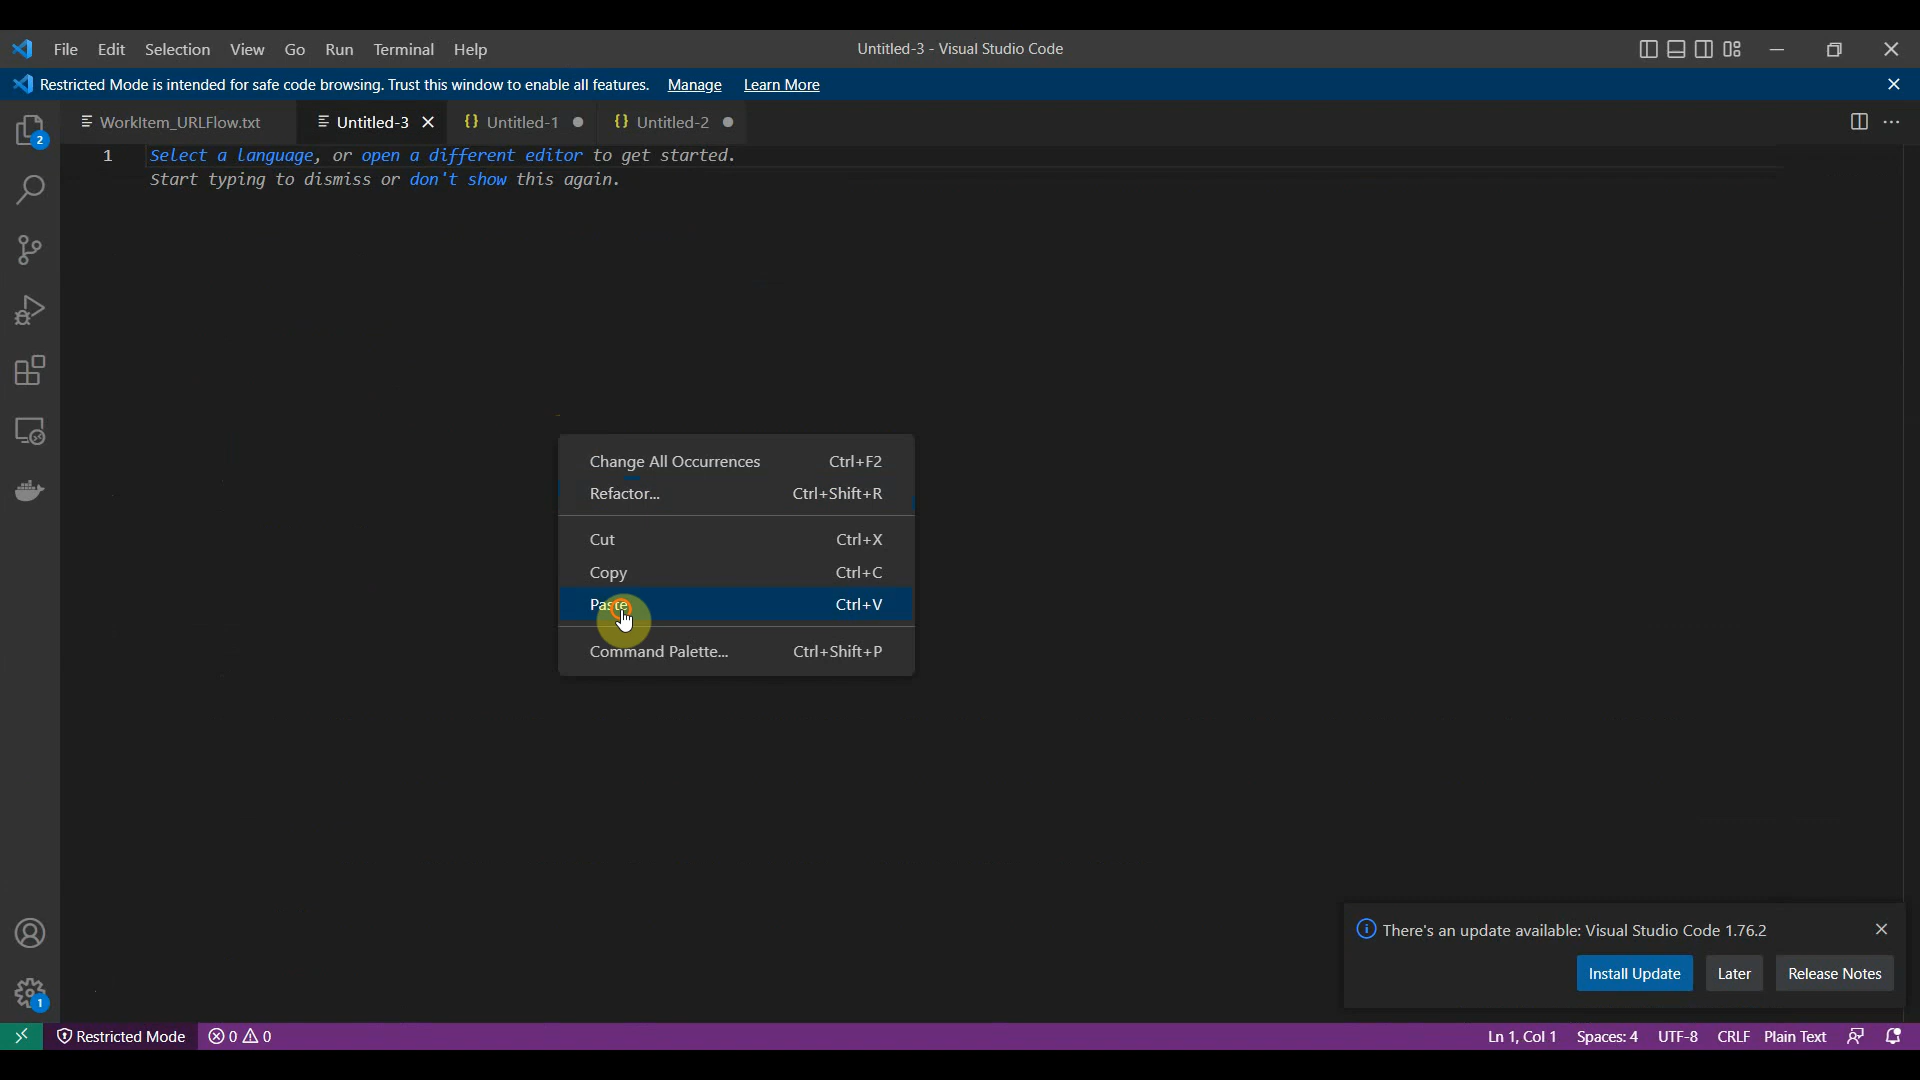 File Edit Selection View Go Run Terminal Help Untitled-3 - Visual Studio Code
Restricted Mode is intended for safe code browsing. Trust this window to enable all features. Manage Learn More
2 WorkItem_URLFlow.txt Untitled-3 {} Untitled-1 {} Untitled-2
1 Select a language, or open a different editor to get started.
Start typing to dismiss or don't show this again.
Change All Occurrences Ctrl+F2
Refactor... Ctrl+Shift+R
Cut Ctrl+X
Copy Ctrl+C
Paste Ctrl+V
Command Palette... Ctrl+Shift+P
There's an update available: Visual Studio Code 1.76.2
Install Update Later Release Notes
1
Restricted Mode 0 0 Ln 1, Col 1 Spaces: 4 UTF-8 CRLF Plain Text